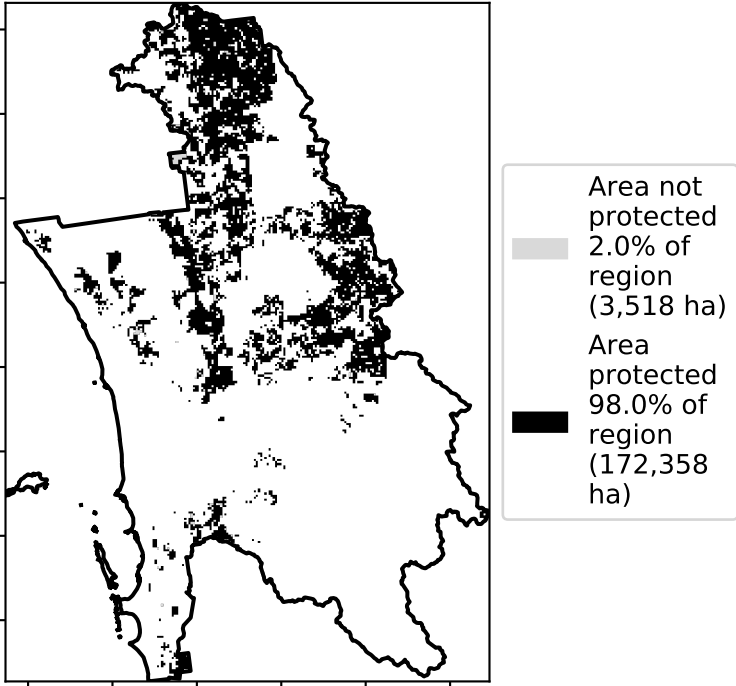 Area not
protected
2.0% of
region
(3,518 ha)
Area
protected
98.0% of
region
(172,358
ha)